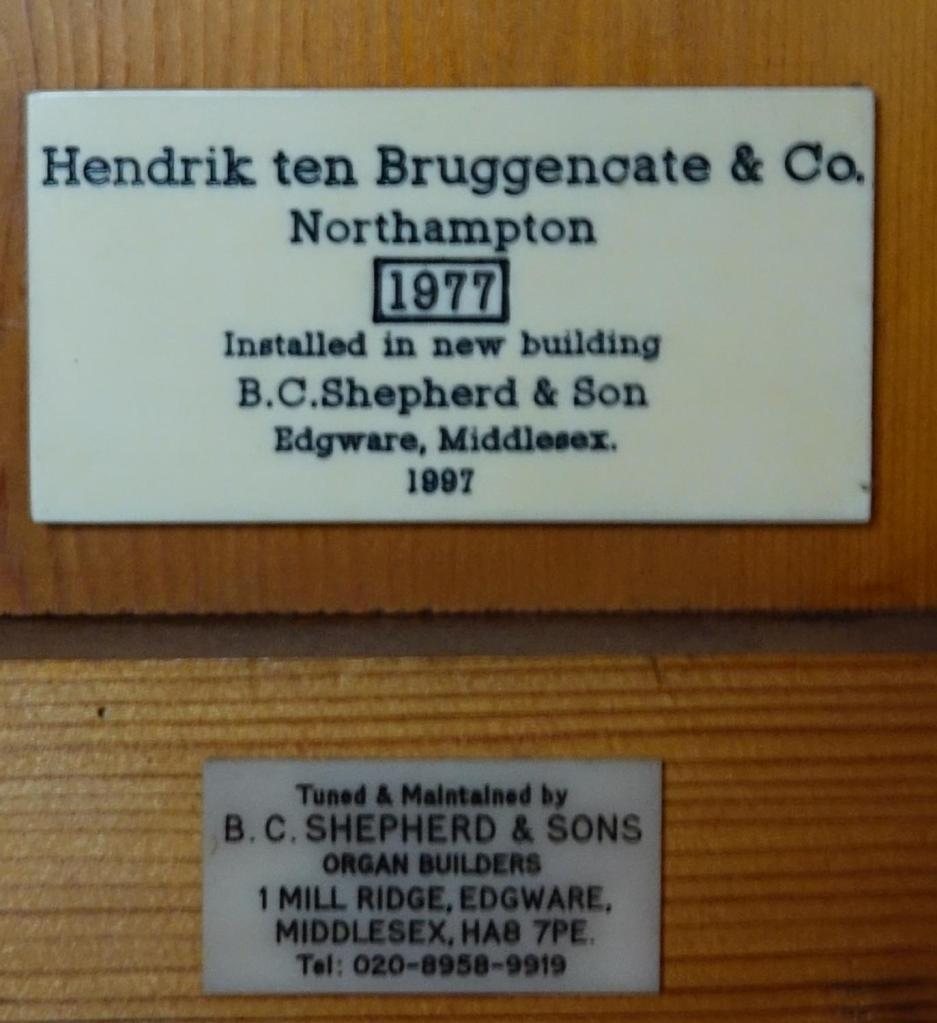 Hendrik ten Bruggencate & Co.
Northampton
1977
Installed in new building
B.C.Shepherd & Son
Edgware, Middlesex.
1997
Tuned & Maintained by
B. C. SHEPHERD & SONS
ORGAN BUILDERS
1 MILL RIDGE, EDGWARE,
MIDDLESEX, HA8 7PE.
Tel: 020-8958-9919